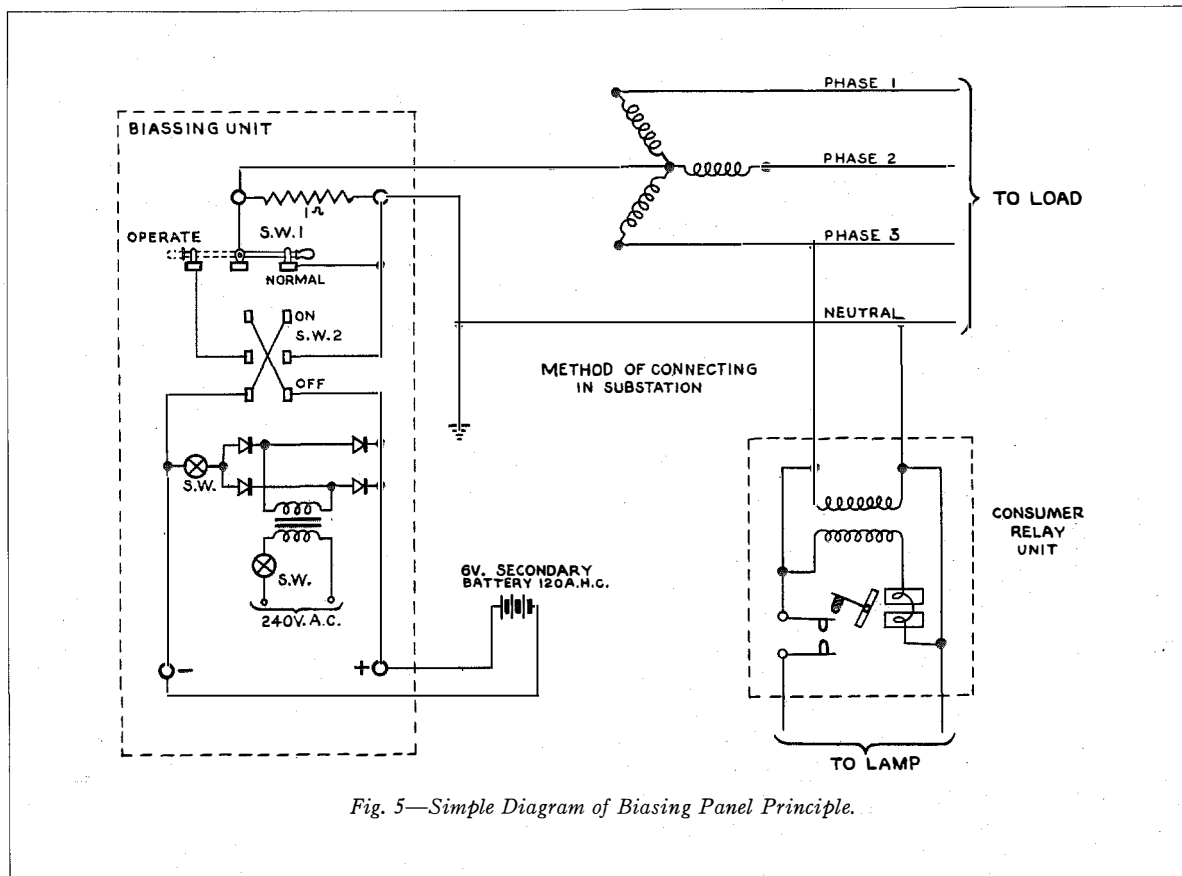 BIASSING UNIT
1 Ω
OPERATE
S.W.1
NORMAL
ON
S.W.2
OFF
S.W.
S.W.
240V. A.C.
−
+
6V. SECONDARY
BATTERY 120A.H.C.
PHASE 1
PHASE 2
PHASE 3
NEUTRAL
TO LOAD
METHOD OF CONNECTING
IN SUBSTATION
CONSUMER
RELAY
UNIT
TO LAMP
Fig. 5—Simple Diagram of Biasing Panel Principle.